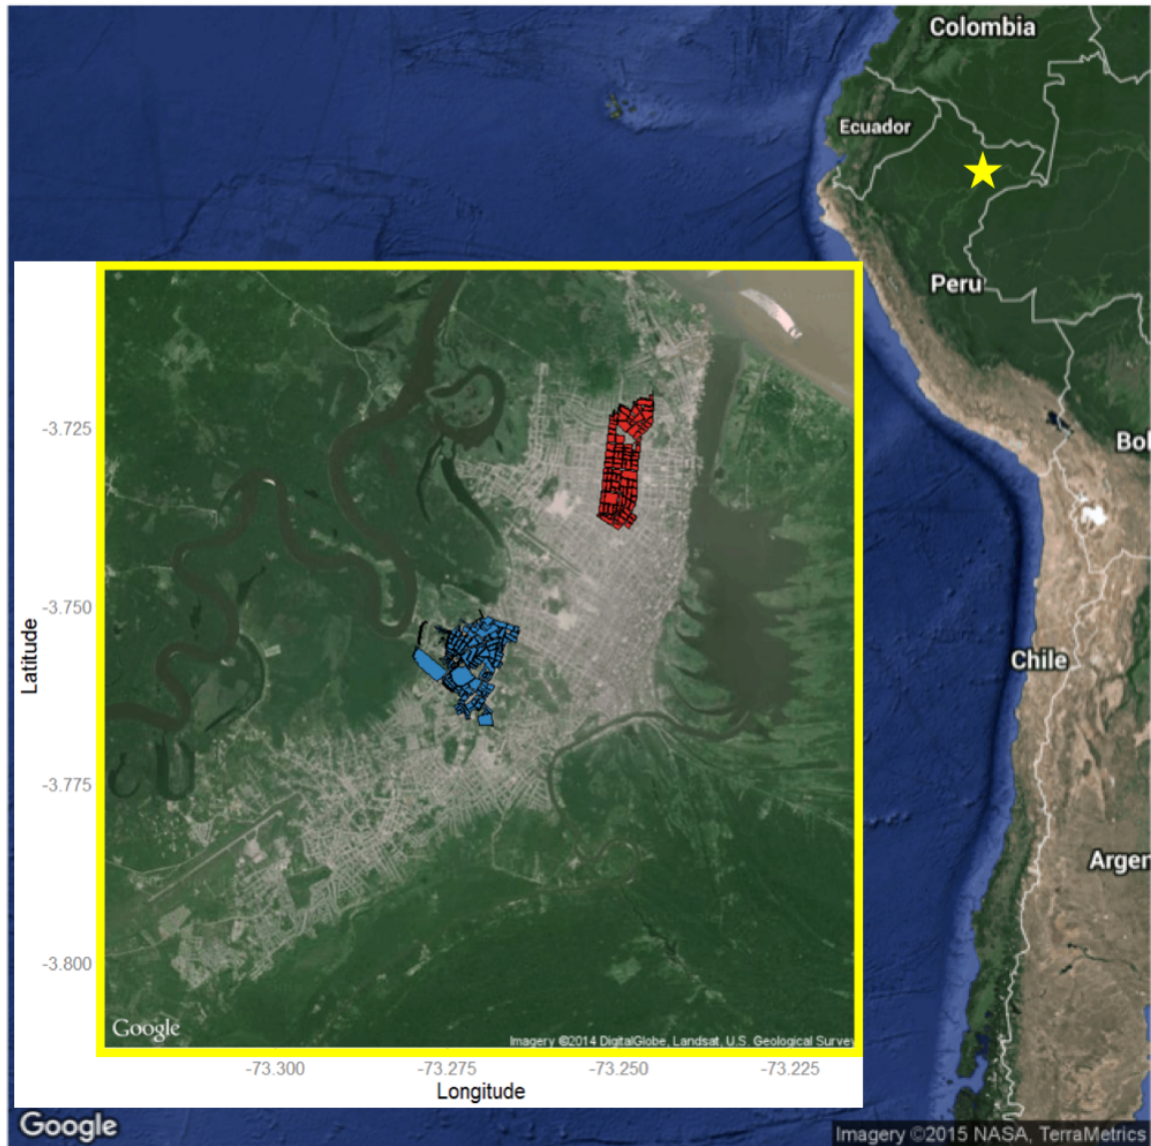 Colombia
Ecuador
Peru
Bol
Chile
Argen
Latitude
-3.725
-3.750
-3.775
-3.800
Google
Imagery ©2014 DigitalGlobe, Landsat, U.S. Geological Survey
-73.300
-73.275
-73.250
-73.225
Longitude
Google
Imagery ©2015 NASA, TerraMetrics